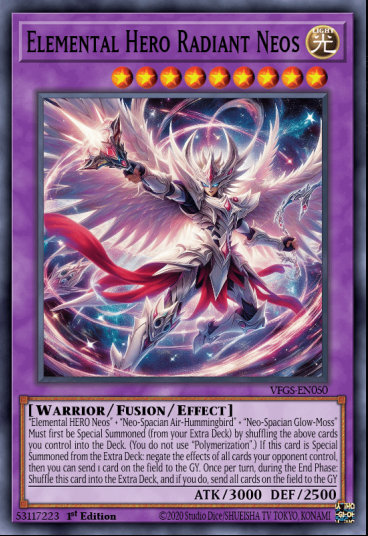 ELEMENTAL HERO RADIANT NEOS
LIGHT
光
VFGS-EN050
[WARRIOR/FUSION/EFFECT]
"Elemental HERO Neos" + "Neo-Spacian Air-Hummingbird" + "Neo-Spacian Glow-Moss"
Must first be Special Summoned (from your Extra Deck) by shuffling the above cards
you control into the Deck. (You do not use "Polymerization".) If this card is Special
Summoned from the Extra Deck: negate the effects of all cards your opponent control,
then you can send 1 card on the field to the GY. Once per turn, during the End Phase:
Shuffle this card into the Extra Deck, and if you do, send all cards on the field to the GY
ATK/3000 DEF/2500
53117223 1st Edition ©2020 Studio Dice/SHUEISHA TV TOKYO, KONAMI